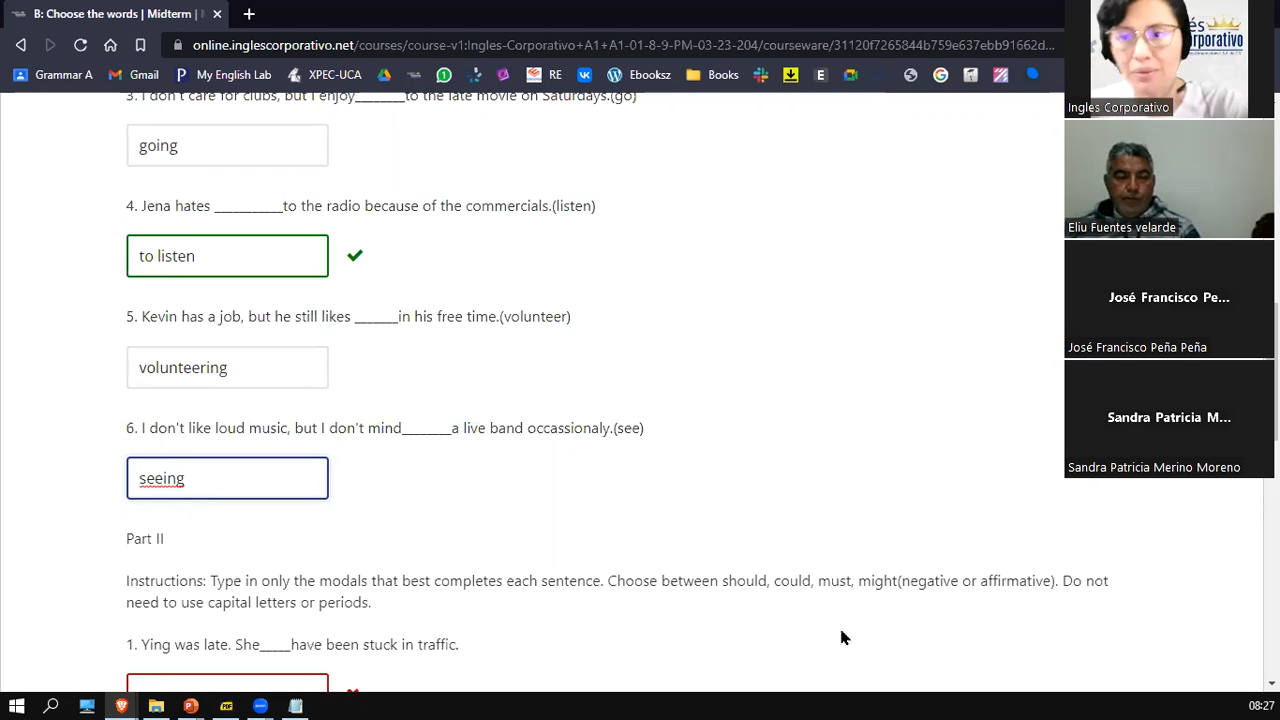 B: Choose the words | Midterm |
online.inglescorporativo.net/courses/course-v1:Ingles-Corporativo+A1+A1-01-8-9-PM-03-23-204/courseware/31120f7265844b759e637ebb91662d...
Grammar A
Gmail
My English Lab
XPEC-UCA
RE
Ebooksz
Books
3. I don't care for clubs, but I enjoy________to the late movie on Saturdays.(go)
going
4. Jena hates ___________to the radio because of the commercials.(listen)
to listen
5. Kevin has a job, but he still likes _______in his free time.(volunteer)
volunteering
6. I don't like loud music, but I don't mind________a live band occassionaly.(see)
seeing
Part II
Instructions: Type in only the modals that best completes each sentence. Choose between should, could, must, might(negative or affirmative). Do not
need to use capital letters or periods.
1. Ying was late. She_____have been stuck in traffic.
Ingles Corporativo
Eliu Fuentes velarde
José Francisco Pe...
José Francisco Peña Peña
Sandra Patricia M...
Sandra Patricia Merino Moreno
08:27